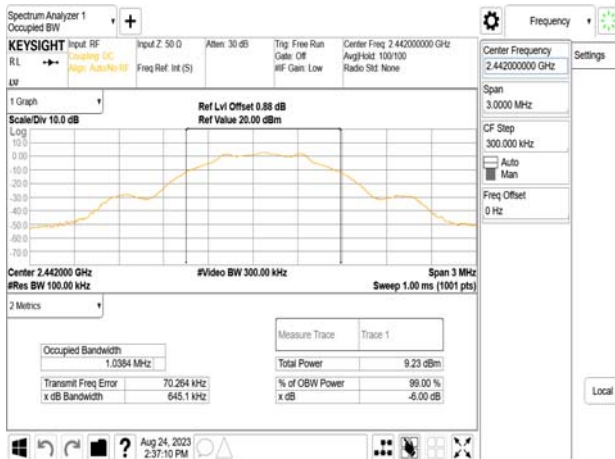 Spectrum Analyzer 1
Occupied BW
+
Frequency
KEYSIGHT
Input: RF
Coupling: DC
Align: Auto/No RF
Input Z: 50 Ω
Freq Ref: Int (S)
Atten: 30 dB
Trig: Free Run
Gate: Off
#IF Gain: Low
Center Freq: 2.442000000 GHz
Avg|Hold: 100/100
Radio Std: None
RL
LXI
Center Frequency
2.442000000 GHz
Settings
Span
3.0000 MHz
CF Step
300.000 kHz
Auto
Man
Freq Offset
0 Hz
Local
1 Graph
Scale/Div 10.0 dB
Ref Lvl Offset 0.88 dB
Ref Value 20.00 dBm
Log
10.0
0.00
-10.0
-20.0
-30.0
-40.0
-50.0
-60.0
-70.0
Center 2.442000 GHz
#Video BW 300.00 kHz
Span 3 MHz
#Res BW 100.00 kHz
Sweep 1.00 ms (1001 pts)
2 Metrics
Measure Trace
Trace 1
Occupied Bandwidth
1.0384 MHz
Total Power
9.23 dBm
Transmit Freq Error
70.264 kHz
% of OBW Power
99.00 %
x dB Bandwidth
645.1 kHz
x dB
-6.00 dB
?
Aug 24, 2023
2:37:10 PM